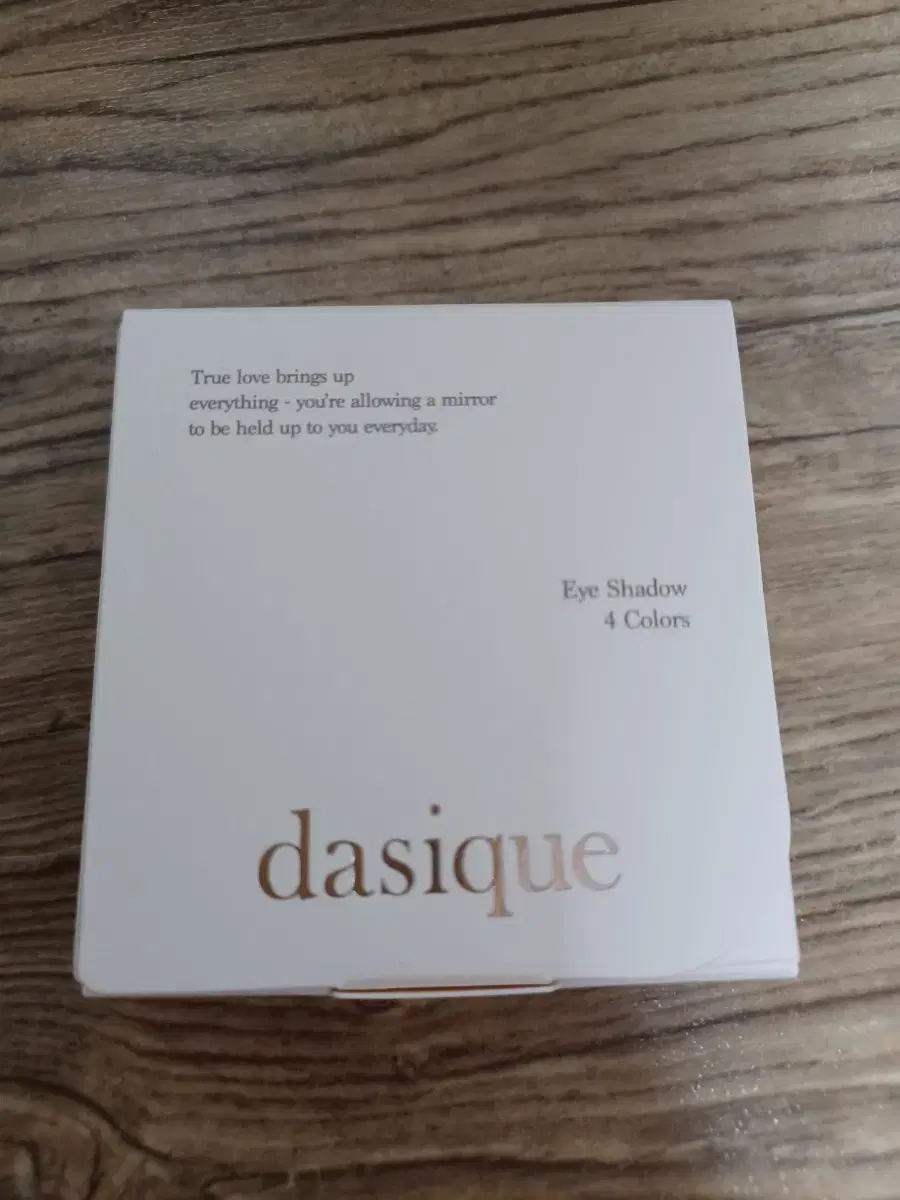 True love brings up
everything - you're allowing a mirror
to be held up to you everyday.
Eye Shadow
4 Colors
dasique